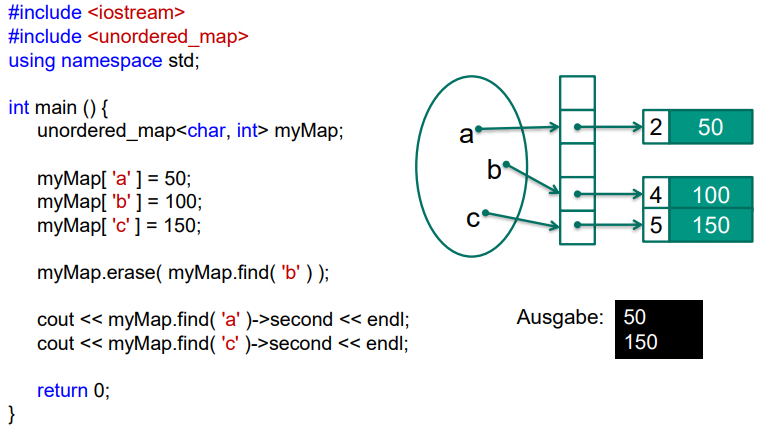 #include <iostream>
#include <unordered_map>
using namespace std;
int main () {
unordered_map<char, int> myMap;
myMap[ 'a' ] = 50;
myMap[ 'b' ] = 100;
myMap[ 'c' ] = 150;
myMap.erase( myMap.find( 'b' ) );
cout << myMap.find( 'a' )->second << endl;
cout << myMap.find( 'c' )->second << endl;
return 0;
}
a
b
c
2 50
4 100
5 150
Ausgabe: 50
150